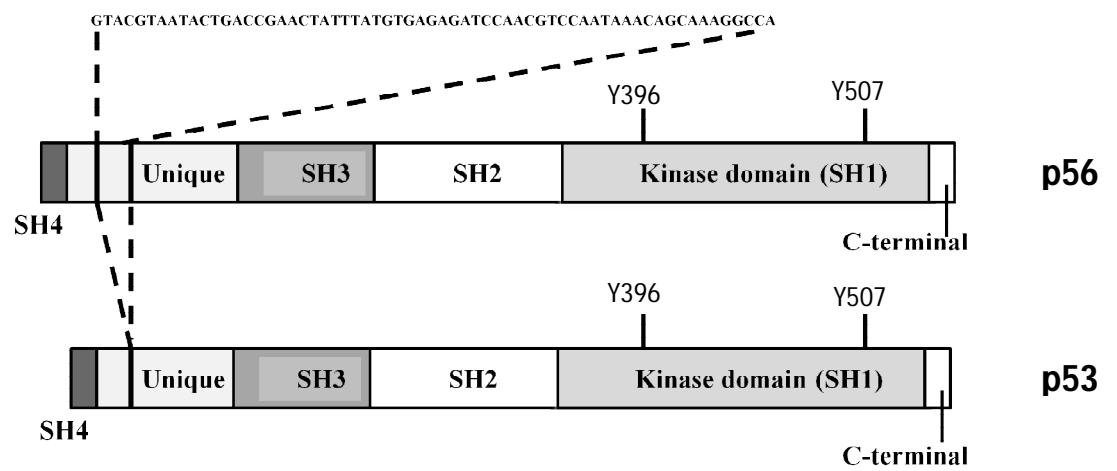 GTACGTAATACTGACCGAACTATTTATGTGAGAGATCCAACGTCCAATAAACAGCAAAGGCCA
Y396 Y507
Unique SH3 SH2 Kinase domain (SH1) p56
SH4
C-terminal
Y396 Y507
Unique SH3 SH2 Kinase domain (SH1) p53
SH4
C-terminal